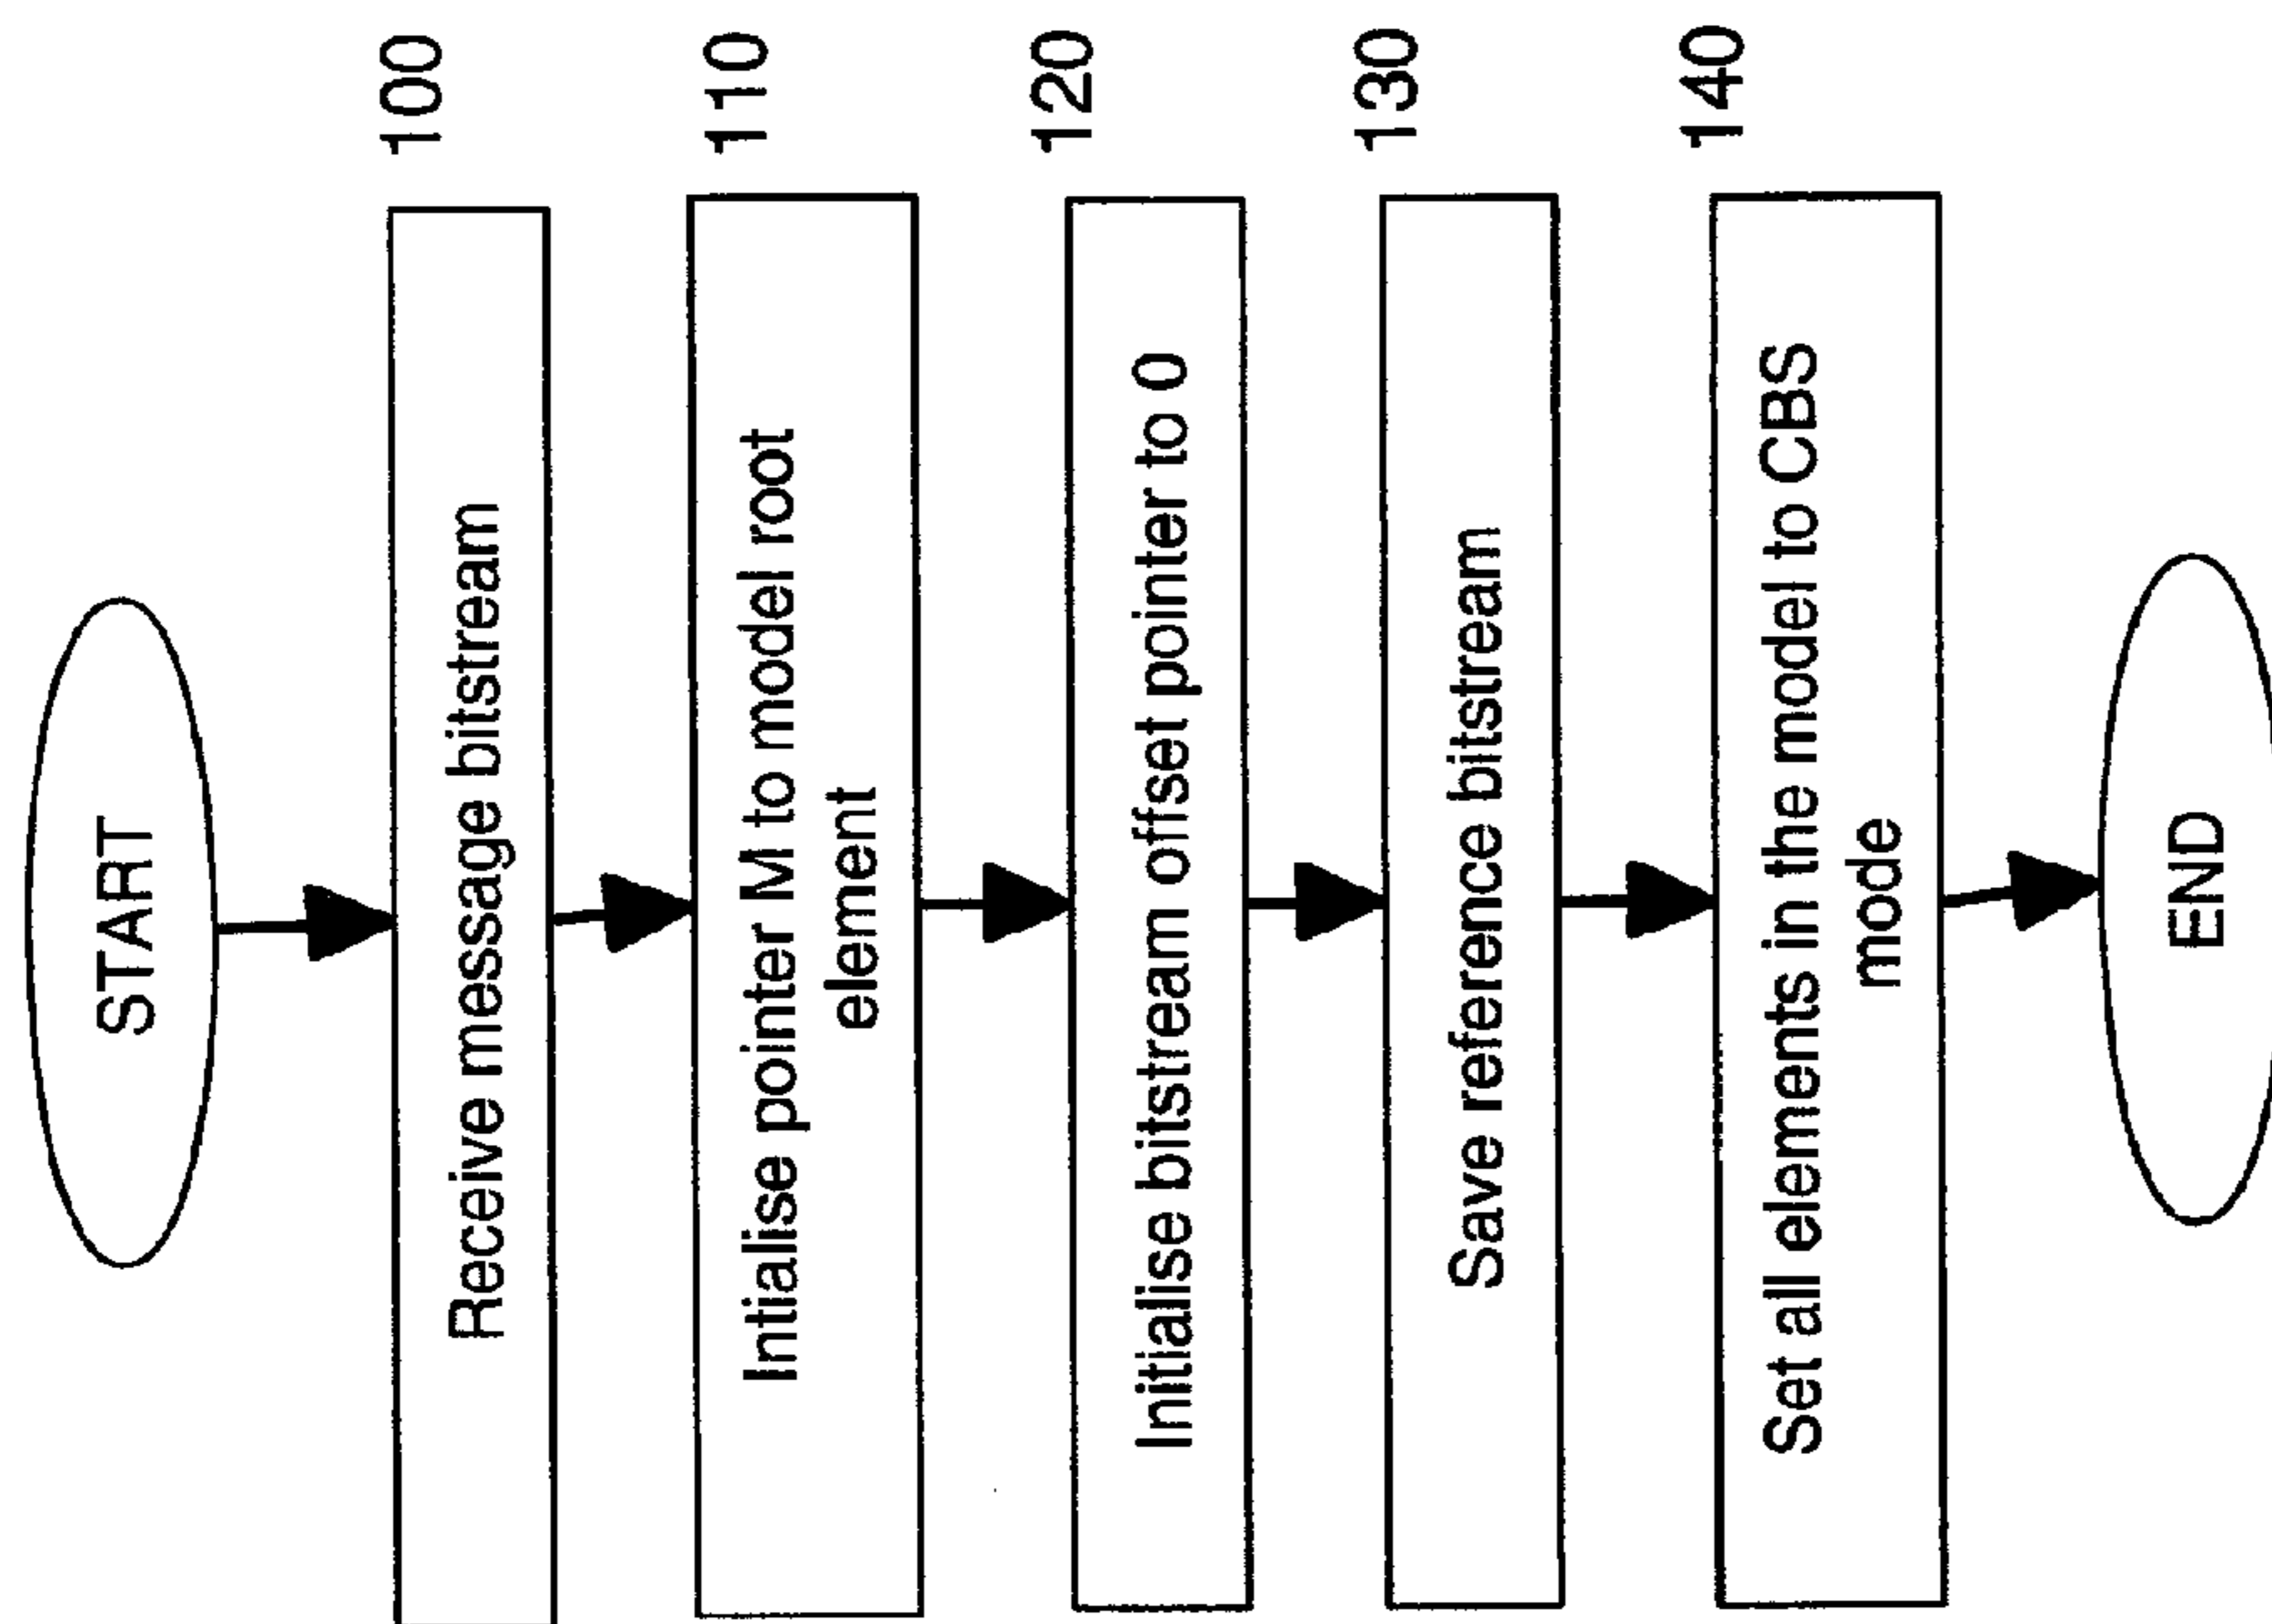 START
Receive message bitstream
100
Intialise pointer M to model root
element
110
Initialise bitstream offset pointer to 0
120
Save reference bitstream
130
Set all elements in the model to CBS
mode
140
END